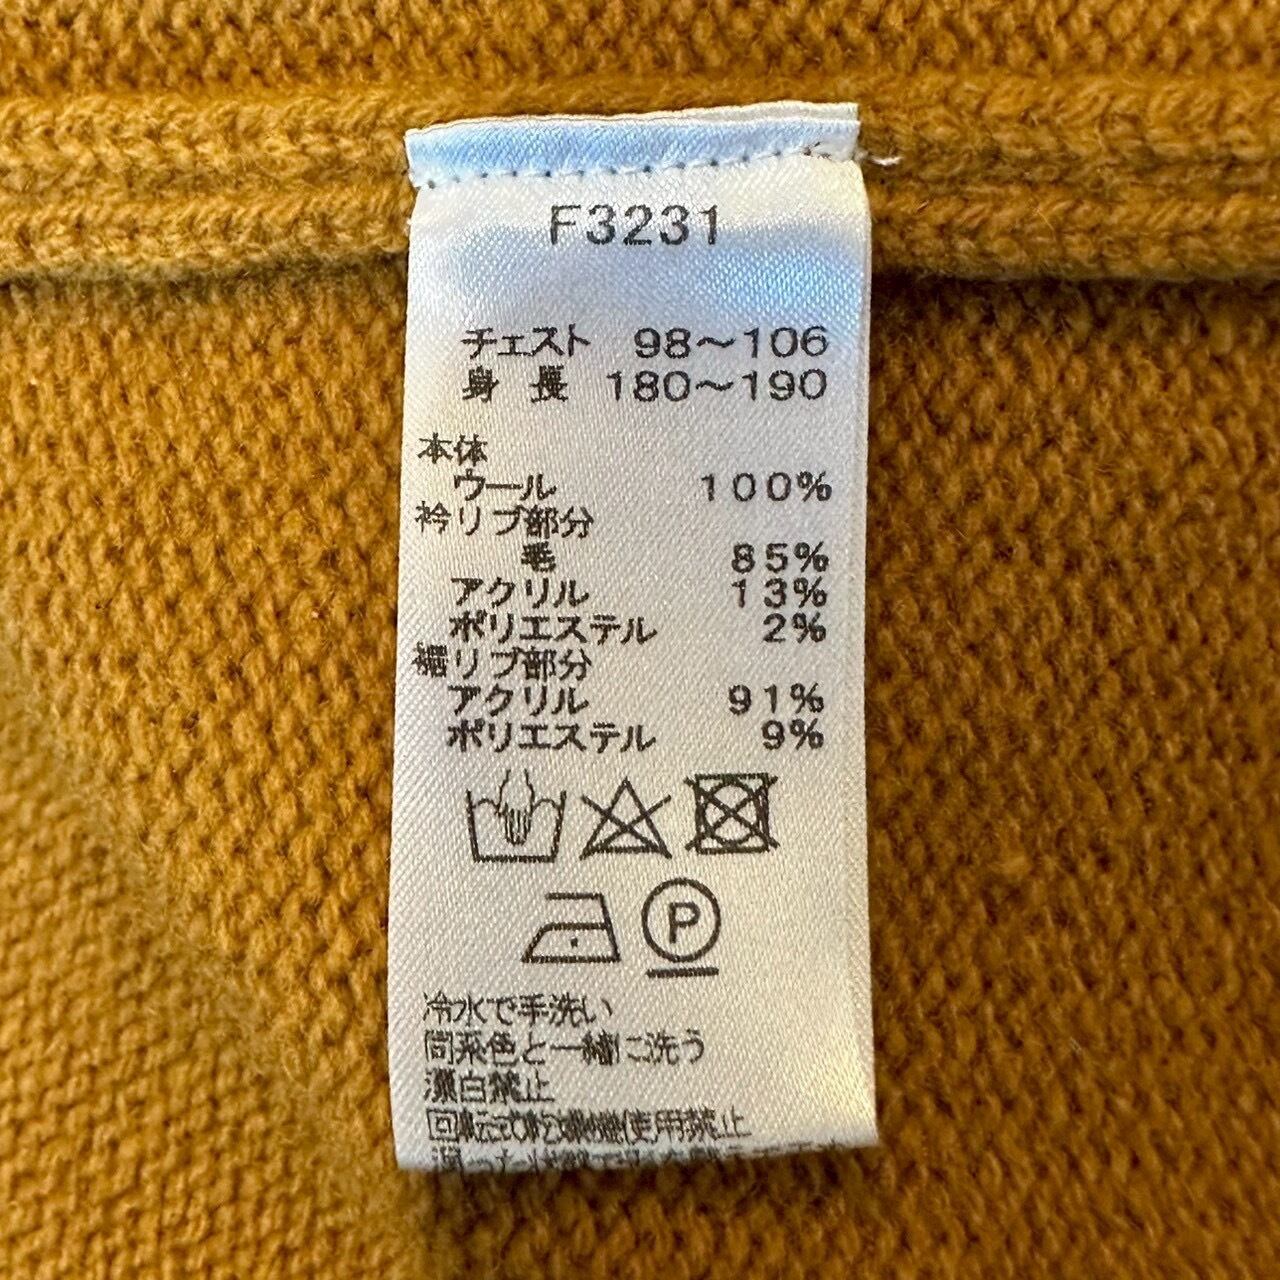 F3231
チェスト 98～106
身 長 180～190
本体
ウール 100%
衿リブ部分
毛 85%
アクリル 13%
ポリエステル 2%
裾リブ部分
アクリル 91%
ポリエステル 9%
P
冷水で手洗い
同系色と一緒に洗う
漂白禁止
回転式乾燥機使用禁止